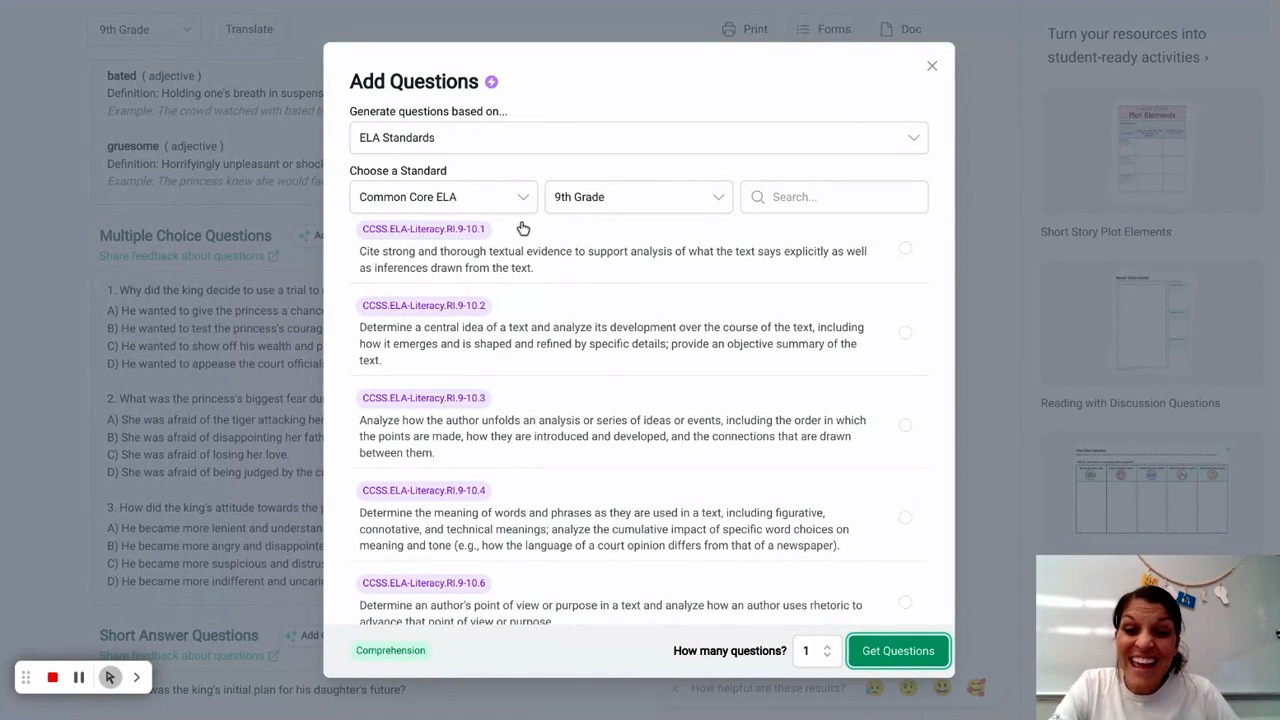 9th Grade
Translate
Print
Forms
Doc
bated ( adjective )
Definition: Holding one's breath in suspens
Example: The crowd watched with bated b
gruesome ( adjective )
Definition: Horrifyingly unpleasant or shock
Example: The princess knew she would fa
Multiple Choice Questions
Share feedback about questions
1. Why did the king decide to use a trial to
A) He wanted to give the princess a chanc
B) He wanted to test the princess's courag
C) He wanted to show off his wealth and p
D) He wanted to appease the court official
2. What was the princess's biggest fear du
A) She was afraid of the tiger attacking her
B) She was afraid of disappointing her fath
C) She was afraid of losing her love.
D) She was afraid of being judged by the c
3. How did the king's attitude towards the
A) He became more lenient and understan
B) He became more angry and disappointe
C) He became more suspicious and distrus
D) He became more indifferent and uncarin
Short Answer Questions
Share feedback about questions
was the king's initial plan for his daughter's future?
Add Questions
Generate questions based on...
ELA Standards
Choose a Standard
Common Core ELA
9th Grade
Search...
CCSS.ELA-Literacy.RI.9-10.1
Cite strong and thorough textual evidence to support analysis of what the text says explicitly as well
as inferences drawn from the text.
CCSS.ELA-Literacy.RI.9-10.2
Determine a central idea of a text and analyze its development over the course of the text, including
how it emerges and is shaped and refined by specific details; provide an objective summary of the
text.
CCSS.ELA-Literacy.RI.9-10.3
Analyze how the author unfolds an analysis or series of ideas or events, including the order in which
the points are made, how they are introduced and developed, and the connections that are drawn
between them.
CCSS.ELA-Literacy.RI.9-10.4
Determine the meaning of words and phrases as they are used in a text, including figurative,
connotative, and technical meanings; analyze the cumulative impact of specific word choices on
meaning and tone (e.g., how the language of a court opinion differs from that of a newspaper).
CCSS.ELA-Literacy.RI.9-10.6
Determine an author's point of view or purpose in a text and analyze how an author uses rhetoric to
advance that point of view or purpose
Comprehension
How many questions?
1
Get Questions
How helpful are these results?
Turn your resources into
student-ready activities ›
Plot Elements
Short Story Plot Elements
Reading with Discussion Questions